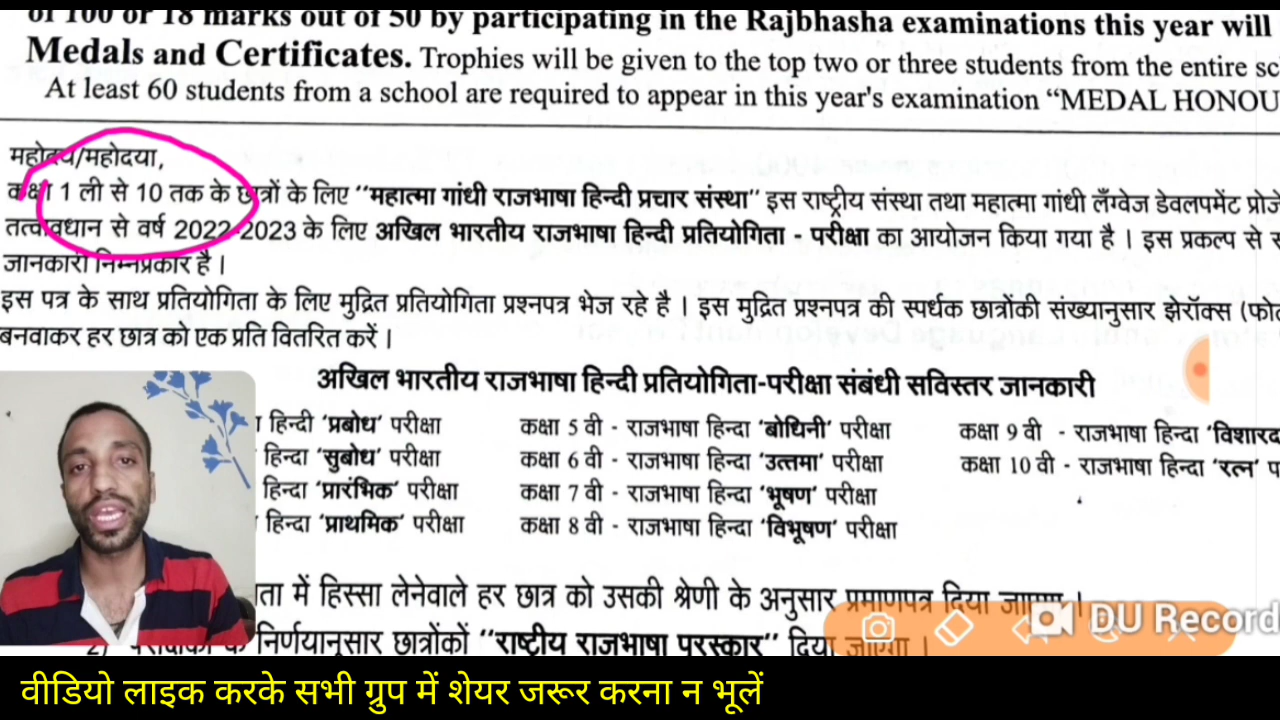 of 100 or 18 marks out of 50 by participating in the Rajbhasha examinations this year will
Medals and Certificates. Trophies will be given to the top two or three students from the entire
At least 60 students from a school are required to appear in this year's examination “MEDAL
महोदय/महोदया,
कक्षा 1 ली से 10 तक के छात्रों के लिए “महात्मा गांधी राजभाषा हिन्दी प्रचार संस्था” इस राष्ट्रीय संस्था तथा महात्मा गांधी लँग्वेज डेवलपमेंट
तत्वावधान से वर्ष 2022-2023 के लिए अखिल भारतीय राजभाषा हिन्दी प्रतियोगिता - परीक्षा का आयोजन किया गया है । इस प्रकल्प से
जानकारी निम्नप्रकार है ।
इस पत्र के साथ प्रतियोगिता के लिए मुद्रित प्रतियोगिता प्रश्नपत्र भेज रहे है । इस मुद्रित प्रश्नपत्र की स्पर्धक छात्रोंकी संख्यानुसार झेरॉक्स
बनवाकर हर छात्र को एक प्रति वितरित करें ।
अखिल भारतीय राजभाषा हिन्दी प्रतियोगिता-परीक्षा संबंधी सविस्तर जानकारी
हिन्दी ‘प्रबोध’ परीक्षा कक्षा 5 वी - राजभाषा हिन्दा ‘बोधिनी’ परीक्षा कक्षा 9 वी - राजभाषा हिन्दा ‘विशारद
हिन्दा ‘सुबोध’ परीक्षा कक्षा 6 वी - राजभाषा हिन्दा ‘उत्तमा’ परीक्षा कक्षा 10 वी - राजभाषा हिन्दा ‘रत्न’
हिन्दा ‘प्रारंभिक’ परीक्षा कक्षा 7 वी - राजभाषा हिन्दा ‘भूषण’ परीक्षा
हिन्दा ‘प्राथमिक’ परीक्षा कक्षा 8 वी - राजभाषा हिन्दा ‘विभूषण’ परीक्षा
में हिस्सा लेनेवाले हर छात्र को उसकी श्रेणी के अनुसार प्रमाणपत्र दिया जाएगा ।
2) के निर्णयानुसार छात्रोंकों “राष्ट्रीय राजभाषा पुरस्कार” दिया जाएगा ।
DU Record
वीडियो लाइक करके सभी ग्रुप में शेयर जरूर करना न भूलें